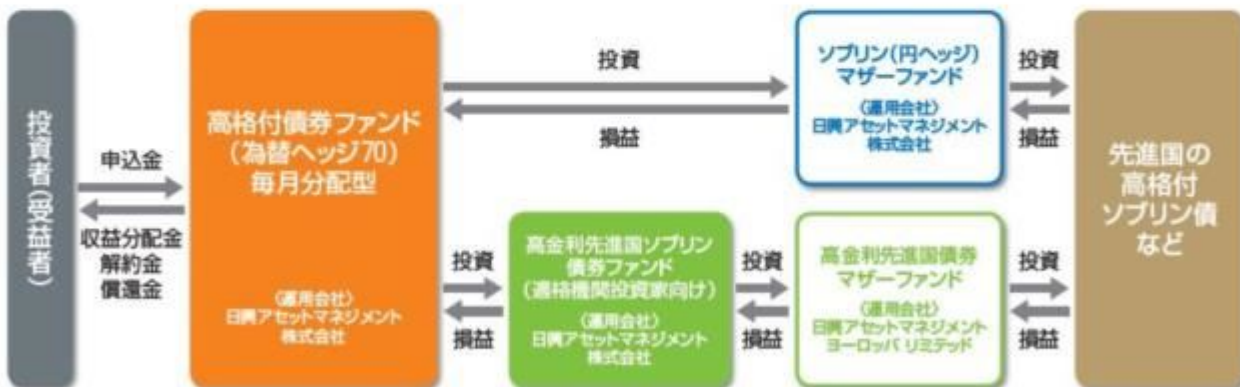 投資者(受益者)
申込金
収益分配金
解約金
償還金
高格付債券ファンド
(為替ヘッジ70)
毎月分配型
〈運用会社〉
日興アセットマネジメント
株式会社
投資
損益
ソブリン(円ヘッジ)
マザーファンド
〈運用会社〉
日興アセットマネジメント
株式会社
投資
損益
投資
損益
高金利先進国ソブリン
債券ファンド
(適格機関投資家向け)
〈運用会社〉
日興アセットマネジメント
株式会社
投資
損益
高金利先進国債券
マザーファンド
〈運用会社〉
日興アセットマネジメント
ヨーロッパ リミテッド
投資
損益
先進国の
高格付
ソブリン債
など